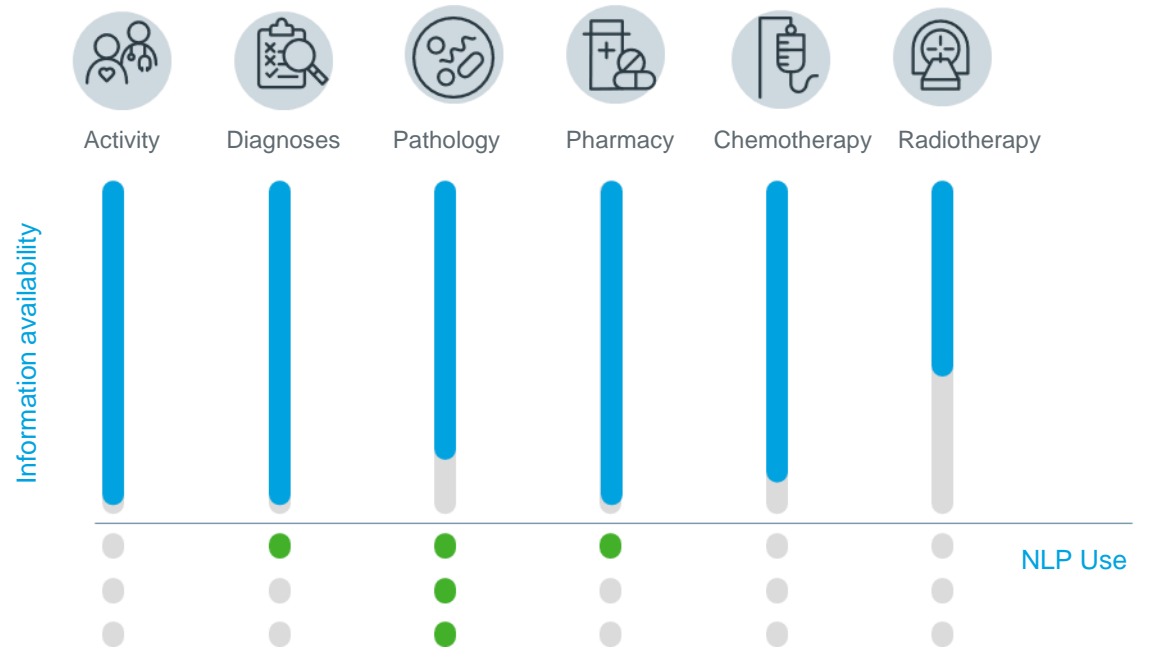 Activity
Diagnoses
Pathology
Pharmacy
Chemotherapy
Radiotherapy
Information availability
NLP Use